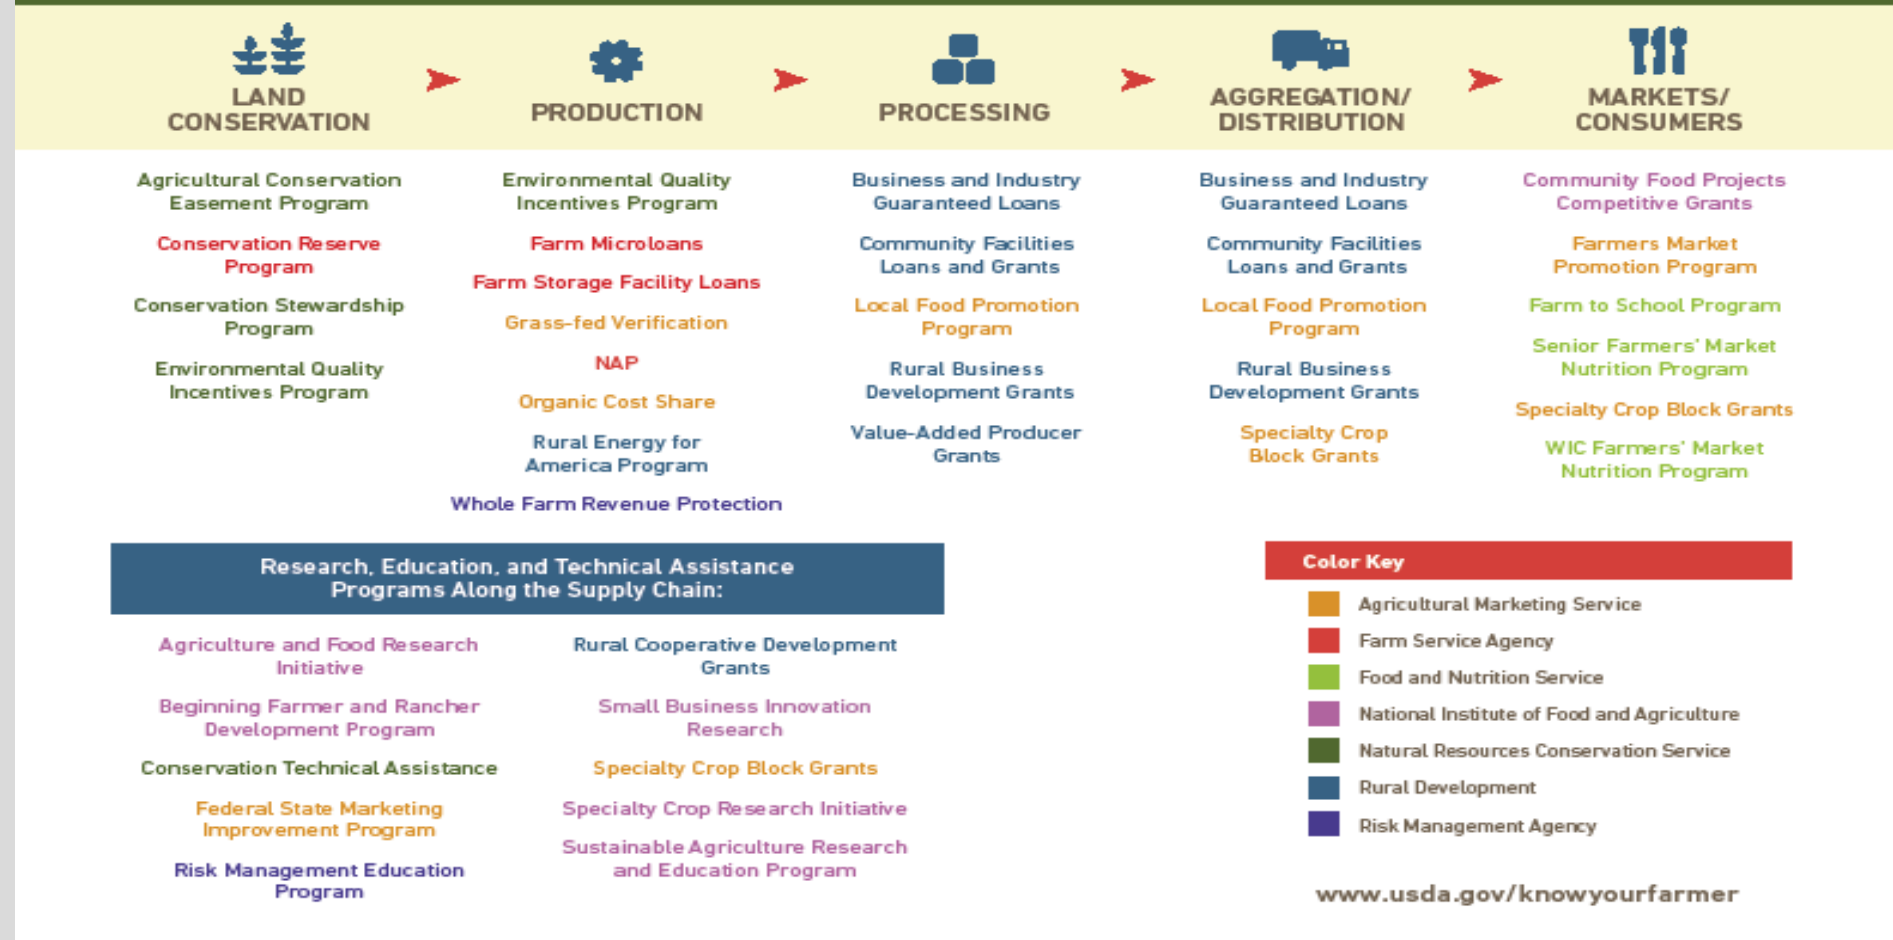 LAND
CONSERVATION
PRODUCTION
PROCESSING
AGGREGATION/
DISTRIBUTION
MARKETS/
CONSUMERS
Agricultural Conservation
Easement Program
Conservation Reserve
Program
Conservation Stewardship
Program
Environmental Quality
Incentives Program
Environmental Quality
Incentives Program
Farm Microloans
Farm Storage Facility Loans
Grass-fed Verification
NAP
Organic Cost Share
Rural Energy for
America Program
Whole Farm Revenue Protection
Business and Industry
Guaranteed Loans
Community Facilities
Loans and Grants
Local Food Promotion
Program
Rural Business
Development Grants
Value-Added Producer
Grants
Business and Industry
Guaranteed Loans
Community Facilities
Loans and Grants
Local Food Promotion
Program
Rural Business
Development Grants
Specialty Crop
Block Grants
Community Food Projects
Competitive Grants
Farmers Market
Promotion Program
Farm to School Program
Senior Farmers' Market
Nutrition Program
Specialty Crop Block Grants
WIC Farmers' Market
Nutrition Program
Research, Education, and Technical Assistance
Programs Along the Supply Chain:
Agriculture and Food Research
Initiative
Beginning Farmer and Rancher
Development Program
Conservation Technical Assistance
Federal State Marketing
Improvement Program
Risk Management Education
Program
Rural Cooperative Development
Grants
Small Business Innovation
Research
Specialty Crop Block Grants
Specialty Crop Research Initiative
Sustainable Agriculture Research
and Education Program
Color Key
Agricultural Marketing Service
Farm Service Agency
Food and Nutrition Service
National Institute of Food and Agriculture
Natural Resources Conservation Service
Rural Development
Risk Management Agency
www.usda.gov/knowyourfarmer